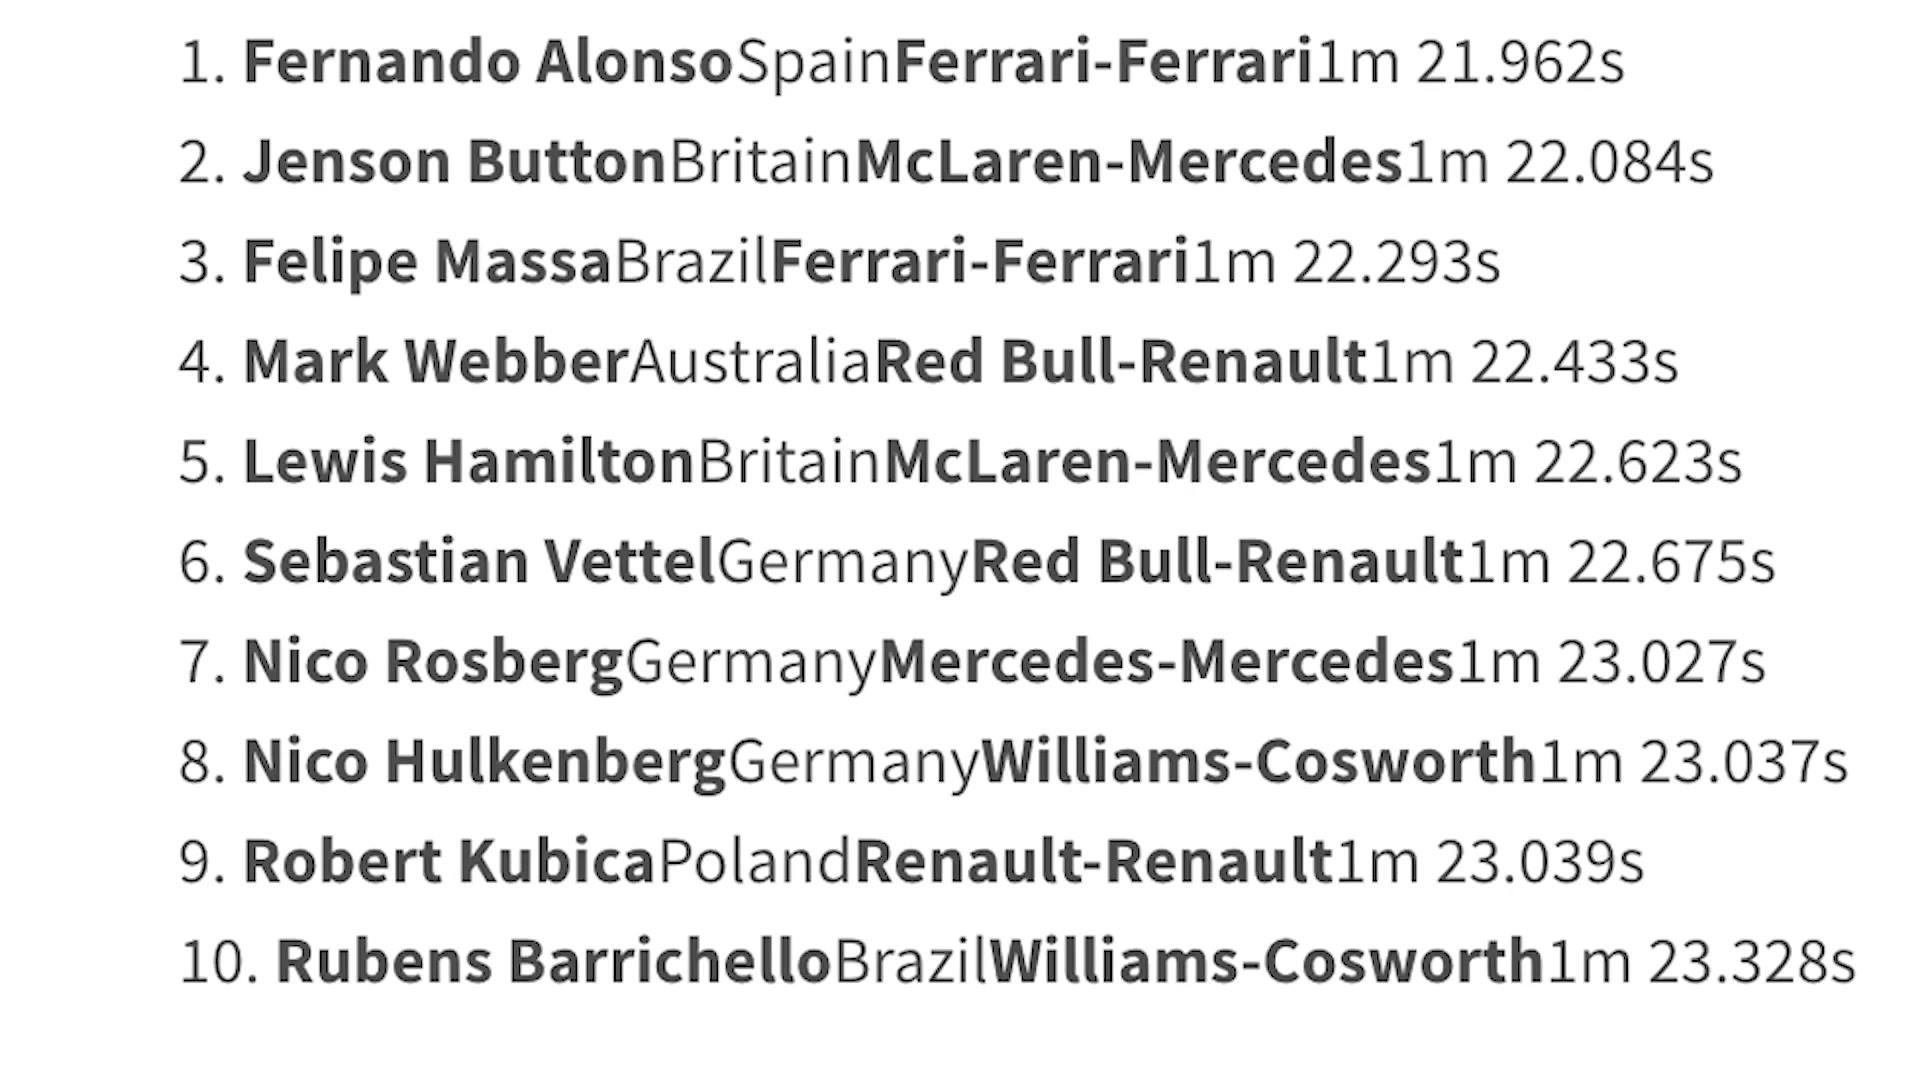 1. Fernando AlonsoSpainFerrari-Ferrari1m 21.962s
2. Jenson ButtonBritainMcLaren-Mercedes1m 22.084s
3. Felipe MassaBrazilFerrari-Ferrari1m 22.293s
4. Mark WebberAustraliaRed Bull-Renault1m 22.433s
5. Lewis HamiltonBritainMcLaren-Mercedes1m 22.623s
6. Sebastian VettelGermanyRed Bull-Renault1m 22.675s
7. Nico RosbergGermanyMercedes-Mercedes1m 23.027s
8. Nico HulkenbergGermanyWilliams-Cosworth1m 23.037s
9. Robert KubicaPolandRenault-Renault1m 23.039s
10. Rubens BarrichelloBrazilWilliams-Cosworth1m 23.328s